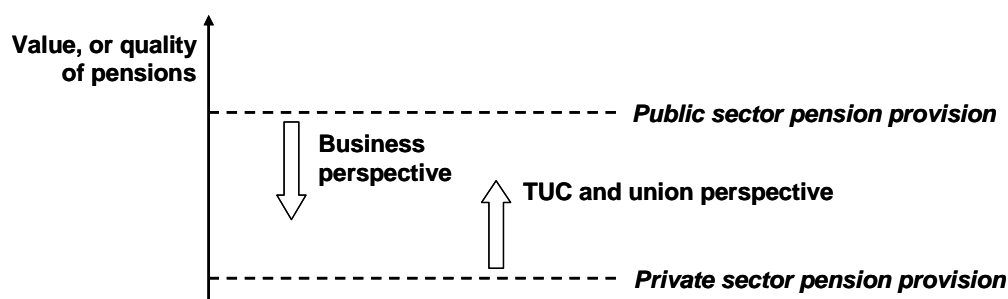 Value, or quality
of pensions
Public sector pension provision
Business
perspective
TUC and union perspective
Private sector pension provision